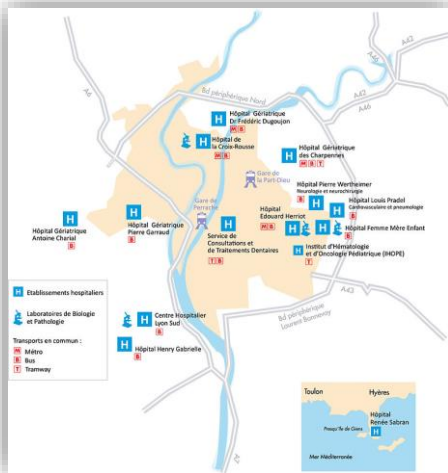 A6
A42
A42
A46
A46
Bd périphérique Nord
Hôpital Gériatrique
Dr Frédéric Dugoujon
M B
Hôpital de
la Croix-Rousse
M B
Hôpital Gériatrique
des Charpennes
M B T
Gare de
la Part-Dieu
Hôpital Pierre Wertheimer
Neurologie et neurochirurgie
B
Hôpital Louis Pradel
Cardiovasculaire et pneumologie
B
Gare de
Perrache
Hôpital
Edouard Herriot
M B
Hôpital Femme Mère Enfant
B
Hôpital Gériatrique
Antoine Charial
B
Hôpital Gériatrique
Pierre Garraud
B
Service de
Consultations et
de Traitements Dentaires
T B
Institut d'Hématologie
et d'Oncologie Pédiatrique (IHOPE)
T
A43
Bd périphérique
Laurent Bonnevay
H Etablissements hospitaliers
Laboratoires de Biologie
et Pathologie
Transports en commun :
M Métro
B Bus
T Tramway
Centre Hospitalier
Lyon Sud
B
Hôpital Henry Gabrielle
B
A7
Toulon
Hyères
Hôpital
Renée Sabran
Presqu'île de Giens
Mer Méditerranée